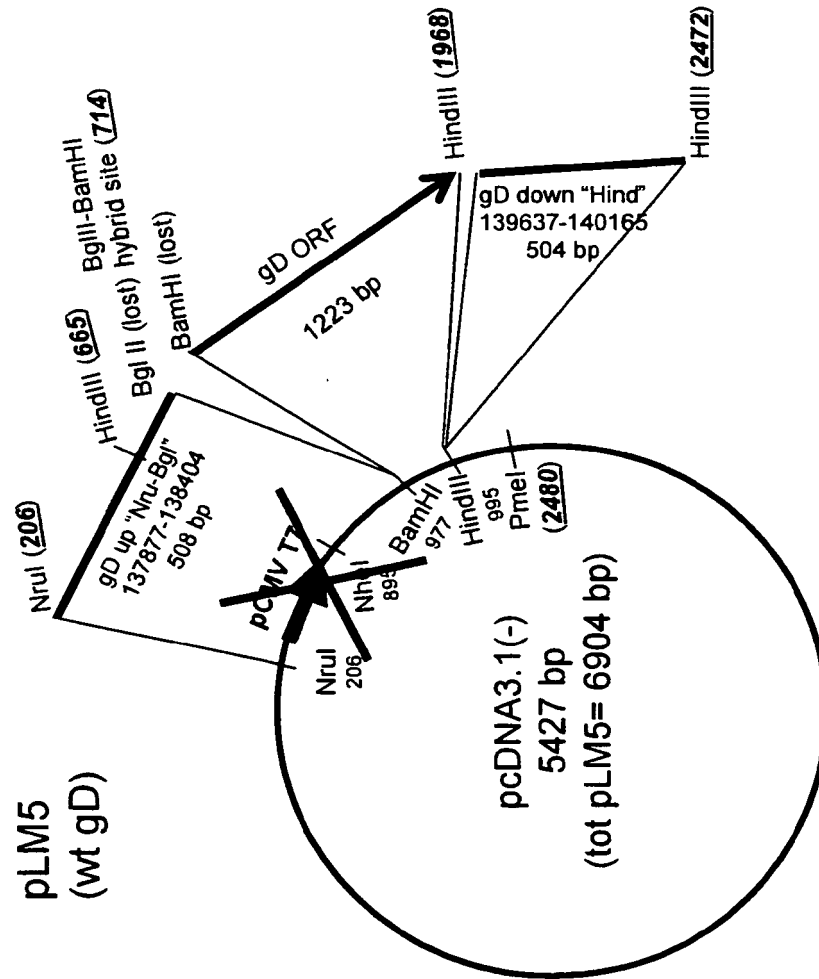 pLM5
(wt gD)
NruI (206)
HindIII (665)
BglII-BamHI
Bgl II (lost) hybrid site (714)
BamHI (lost)
gD up "Nru-Bgl"
137877-138404
508 bp
gD ORF
1223 bp
HindIII (1968)
gD down "Hind"
139637-140165
504 bp
HindIII (2472)
pCMV T7
NruI
206
NheI
895
BamHI
977
HindIII
995
PmeI
(2480)
pcDNA3.1(-)
5427 bp
(tot pLM5= 6904 bp)